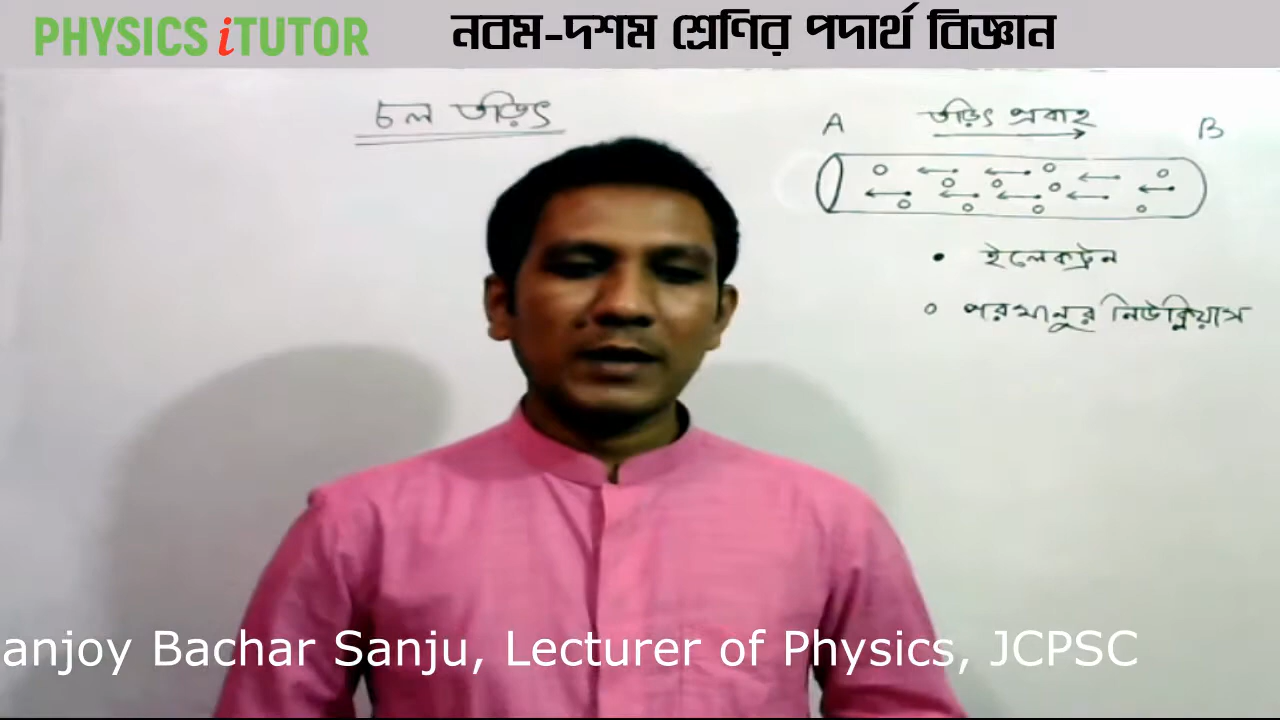 PHYSICS iTUTOR
নবম-দশম শ্রেণির পদার্থ বিজ্ঞান
চল তড়িৎ
তড়িৎ প্রবাহ
A
B
ইলেকট্রন
পরমানুর নিউক্লিয়াস
anjoy Bachar Sanju, Lecturer of Physics, JCPSC